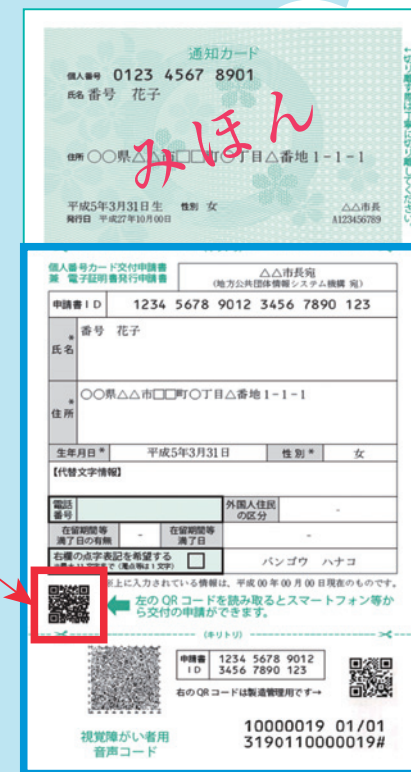 通知カード
個人番号 0123 4567 8901
氏名 番号 花子
みほん
住所 ○○県△△市□□町○丁目△番地1-1-1
平成5年3月31日生 性別 女 △△市長
発行日 平成27年10月00日 A123456789
個人番号カード交付申請書
兼 電子証明書発行申請書
△△市長宛
(地方公共団体情報システム機構 宛)
申請書ID 1234 5678 9012 3456 7890 123
氏名* 番号 花子
住所* ○○県△△市□□町○丁目△番地1-1-1
生年月日* 平成5年3月31日 性別* 女
【代替文字情報】
電話番号
外国人住民の区分 -
在留期間等満了日の有無 -
在留期間等満了日 -
右欄の点字表記を希望する
バンゴウ ハナコ
上に入力されている情報は、平成00年00月00日現在のものです。
左のQRコードを読み取るとスマートフォン等か
ら交付の申請ができます。
(キリトリ)
申請書ID 1234 5678 9012
3456 7890 123
右のQRコードは製造管理用です→
視覚障がい者用
音声コード
10000019 01/01
3190110000019#